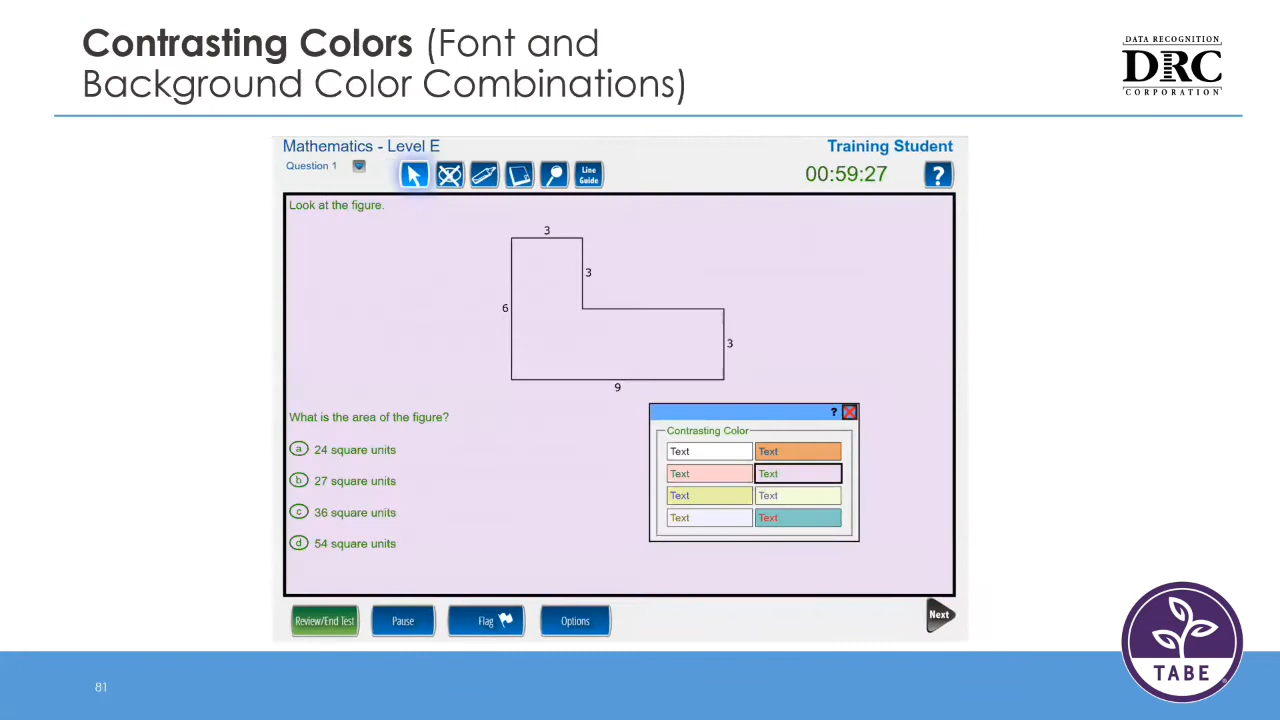 Contrasting Colors (Font and
Background Color Combinations)
DATA RECOGNITION
DRC
CORPORATION
Mathematics - Level E
Training Student
Question 1
Line
Guide
00:59:27
?
Look at the figure.
3
3
6
3
9
What is the area of the figure?
a 24 square units
b 27 square units
c 36 square units
d 54 square units
?
Contrasting Color
Text Text
Text Text
Text Text
Text Text
Review/End Test
Pause
Flag
Options
Next
81
TABE®